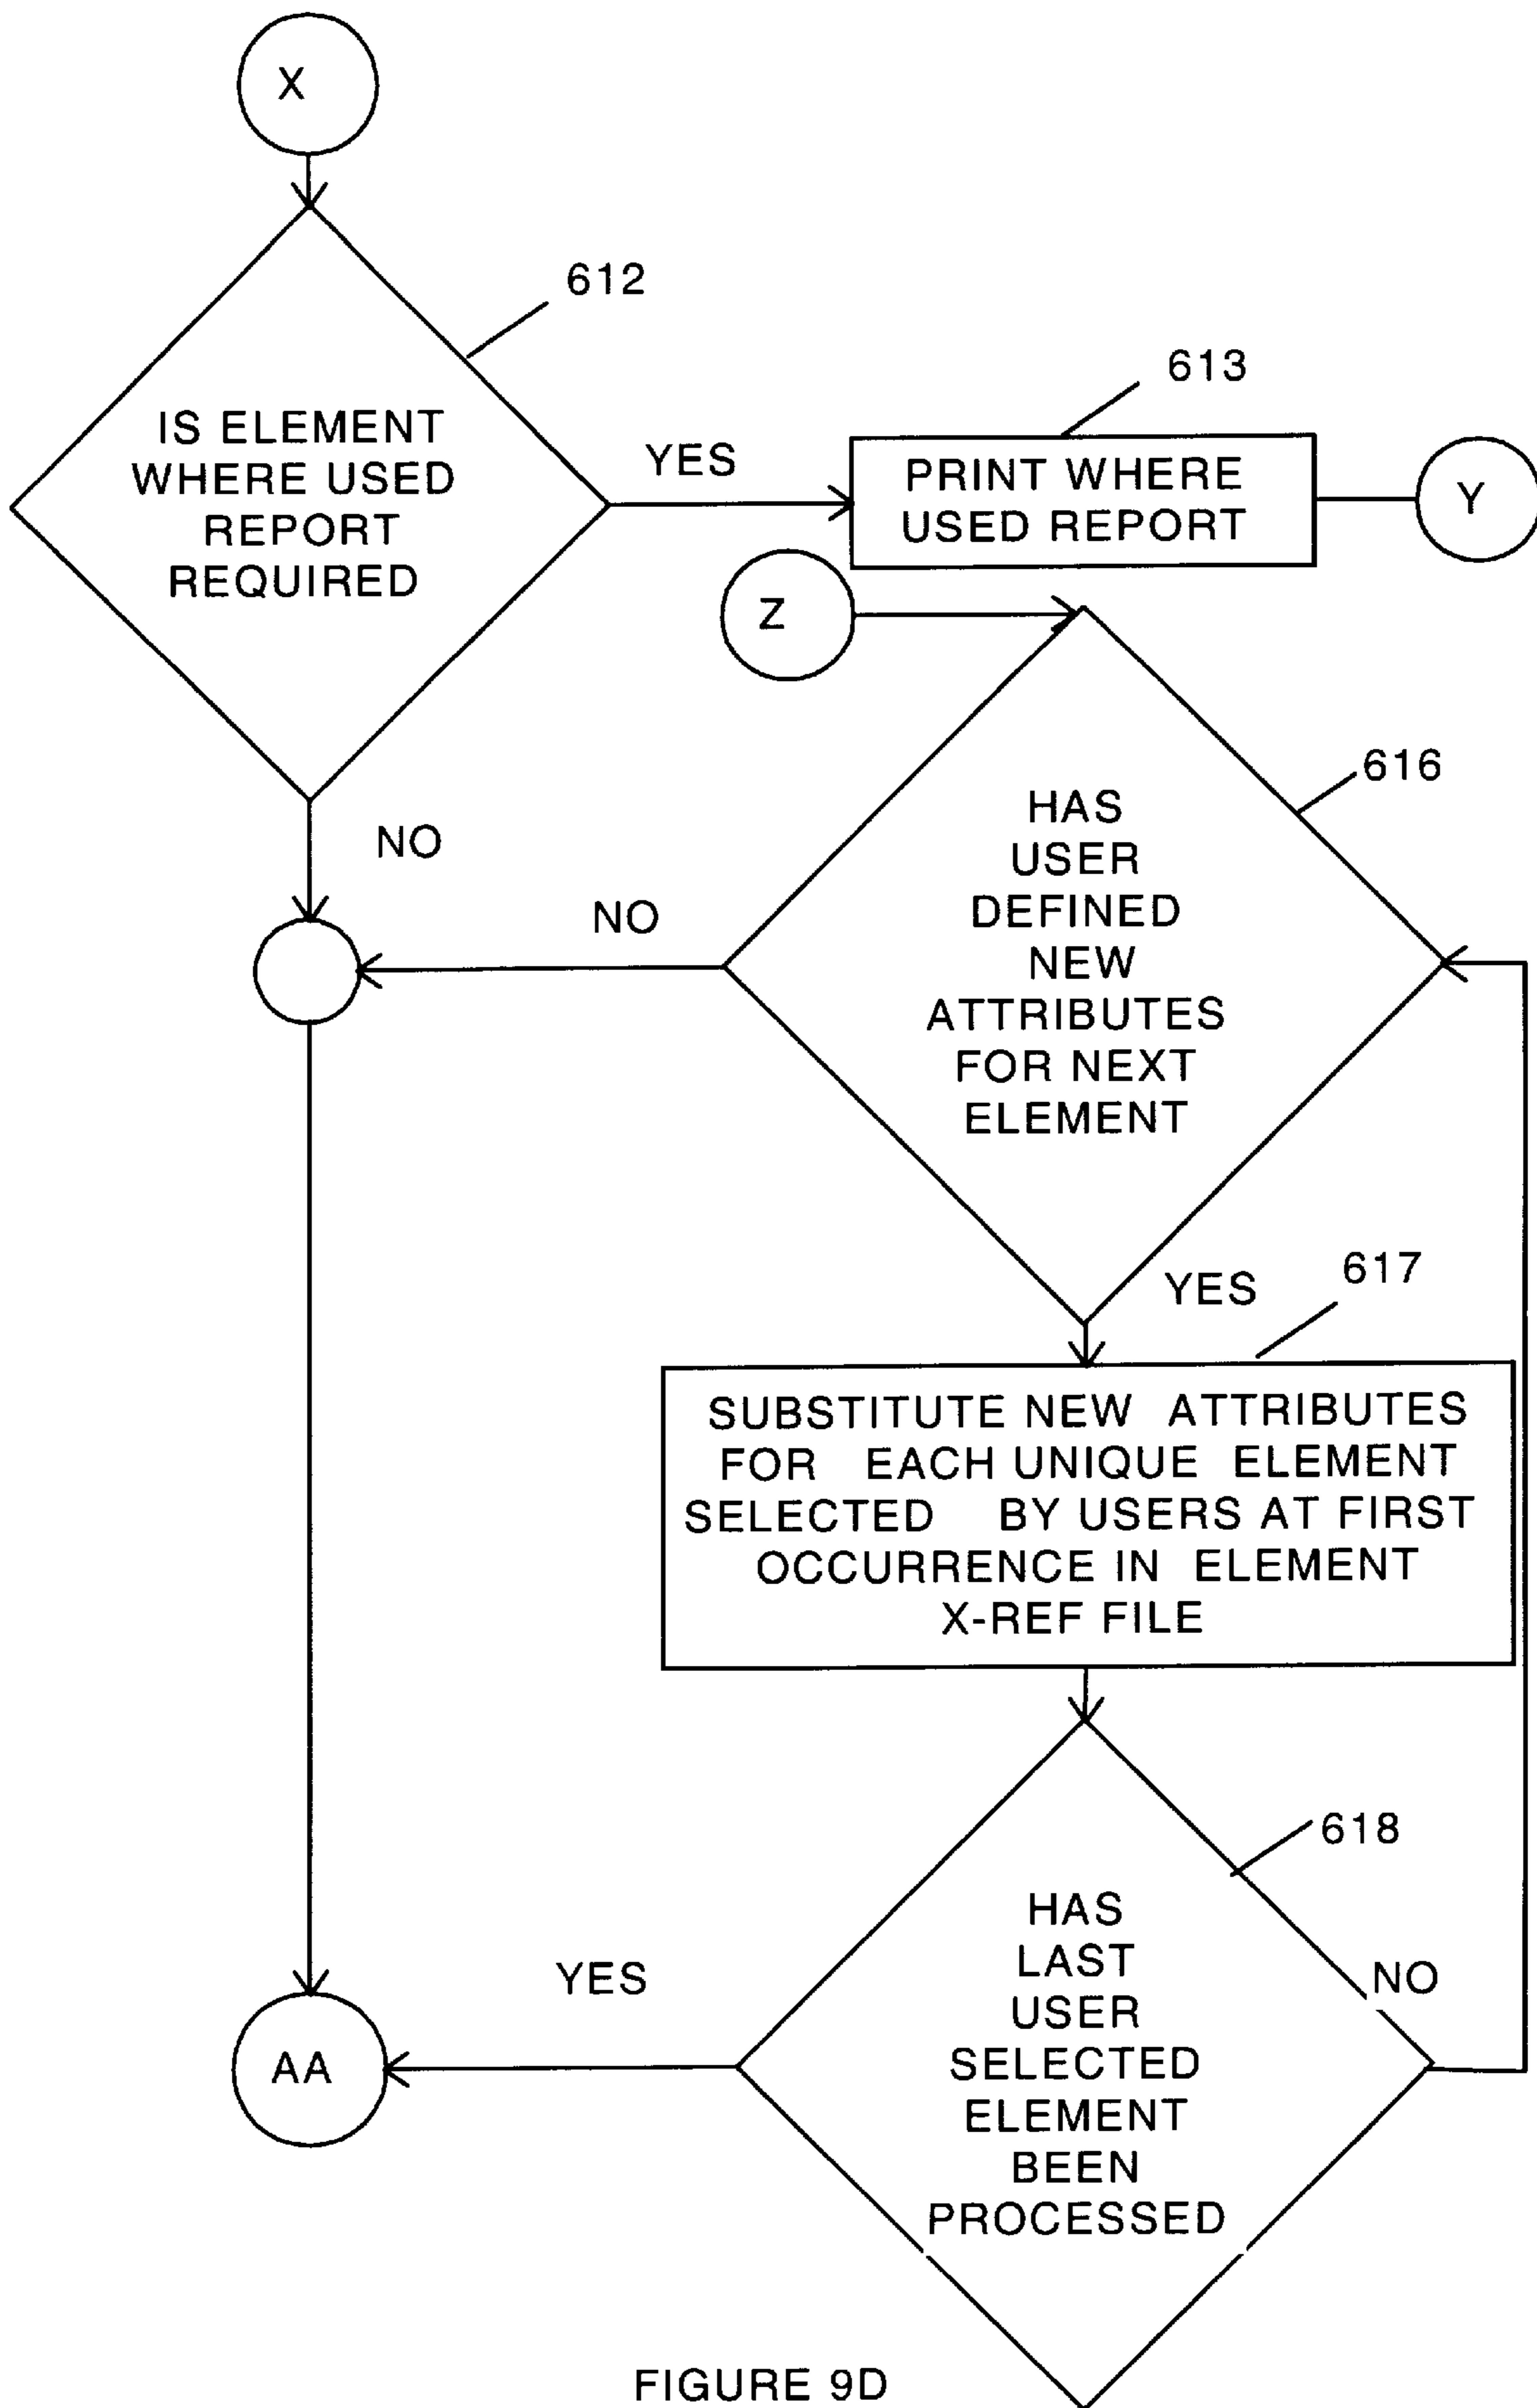 X
612
IS ELEMENT
WHERE USED
REPORT
REQUIRED
YES
613
PRINT WHERE
USED REPORT
Y
Z
NO
616
HAS
USER
DEFINED
NEW
ATTRIBUTES
FOR NEXT
ELEMENT
NO
YES
617
SUBSTITUTE NEW ATTRIBUTES
FOR EACH UNIQUE ELEMENT
SELECTED BY USERS AT FIRST
OCCURRENCE IN ELEMENT
X-REF FILE
618
HAS
LAST
USER
SELECTED
ELEMENT
BEEN
PROCESSED
YES
NO
AA
FIGURE 9D